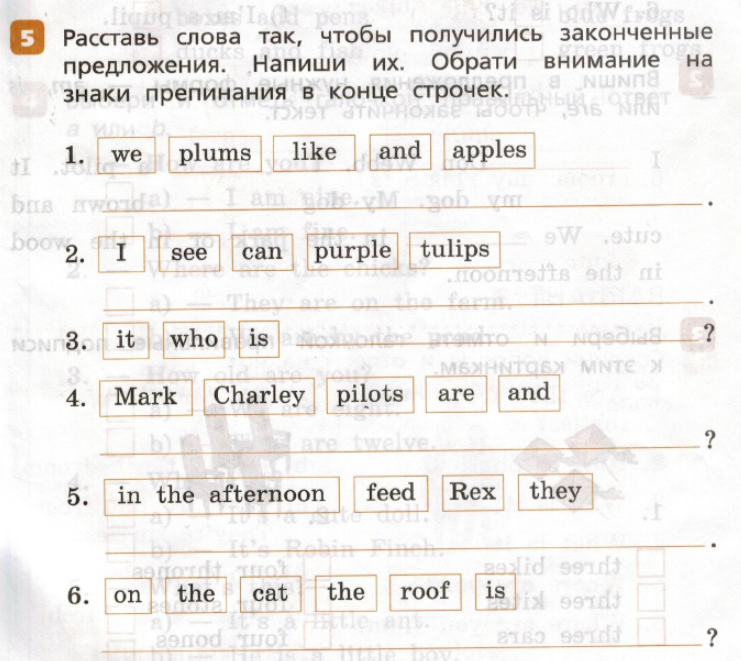 5 Расставь слова так, чтобы получились законченные
предложения. Напиши их. Обрати внимание на
знаки препинания в конце строчек.
1. we plums like and apples
.
2. I see can purple tulips
.
3. it who is ?
4. Mark Charley pilots are and
?
5. in the afternoon feed Rex they
.
6. on the cat the roof is
?